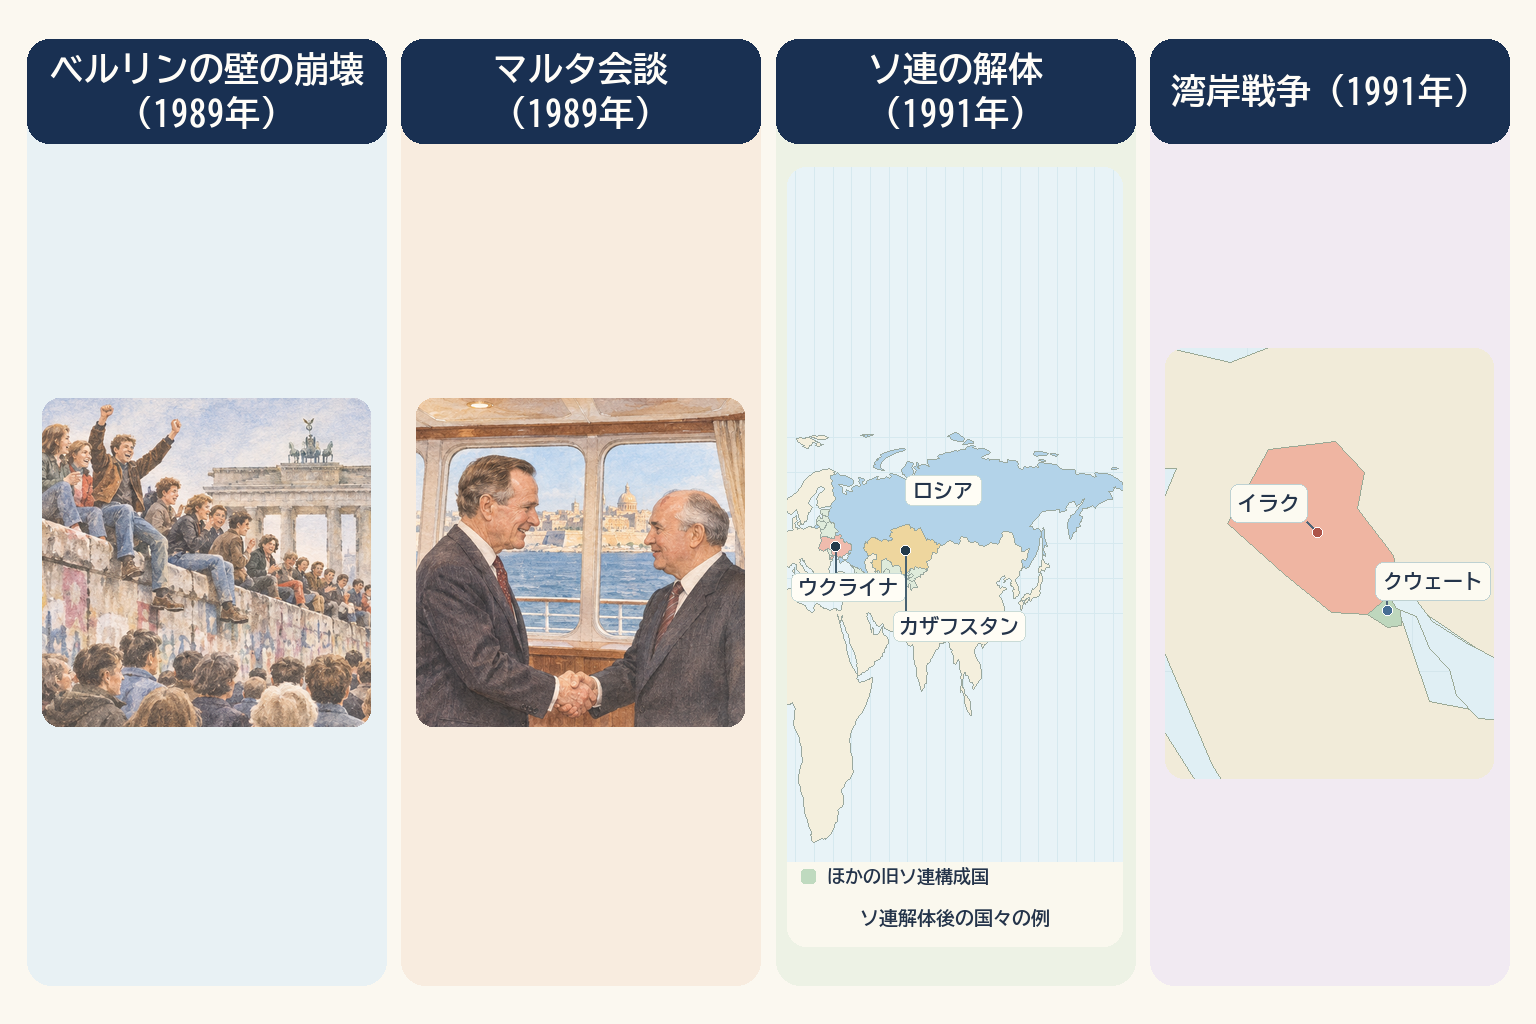 ベルリンの壁の崩壊
（1989年）
マルタ会談
（1989年）
ソ連の解体
（1991年）
ロシア
ウクライナ
カザフスタン
ほかの旧ソ連構成国
ソ連解体後の国々の例
湾岸戦争（1991年）
イラク
クウェート